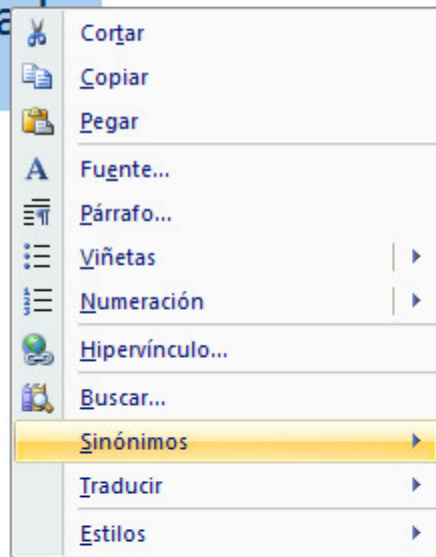 Cortar
Copiar
Pegar
Fuente...
Párrafo...
Viñetas
Numeración
Hipervínculo...
Buscar...
Sinónimos
Traducir
Estilos